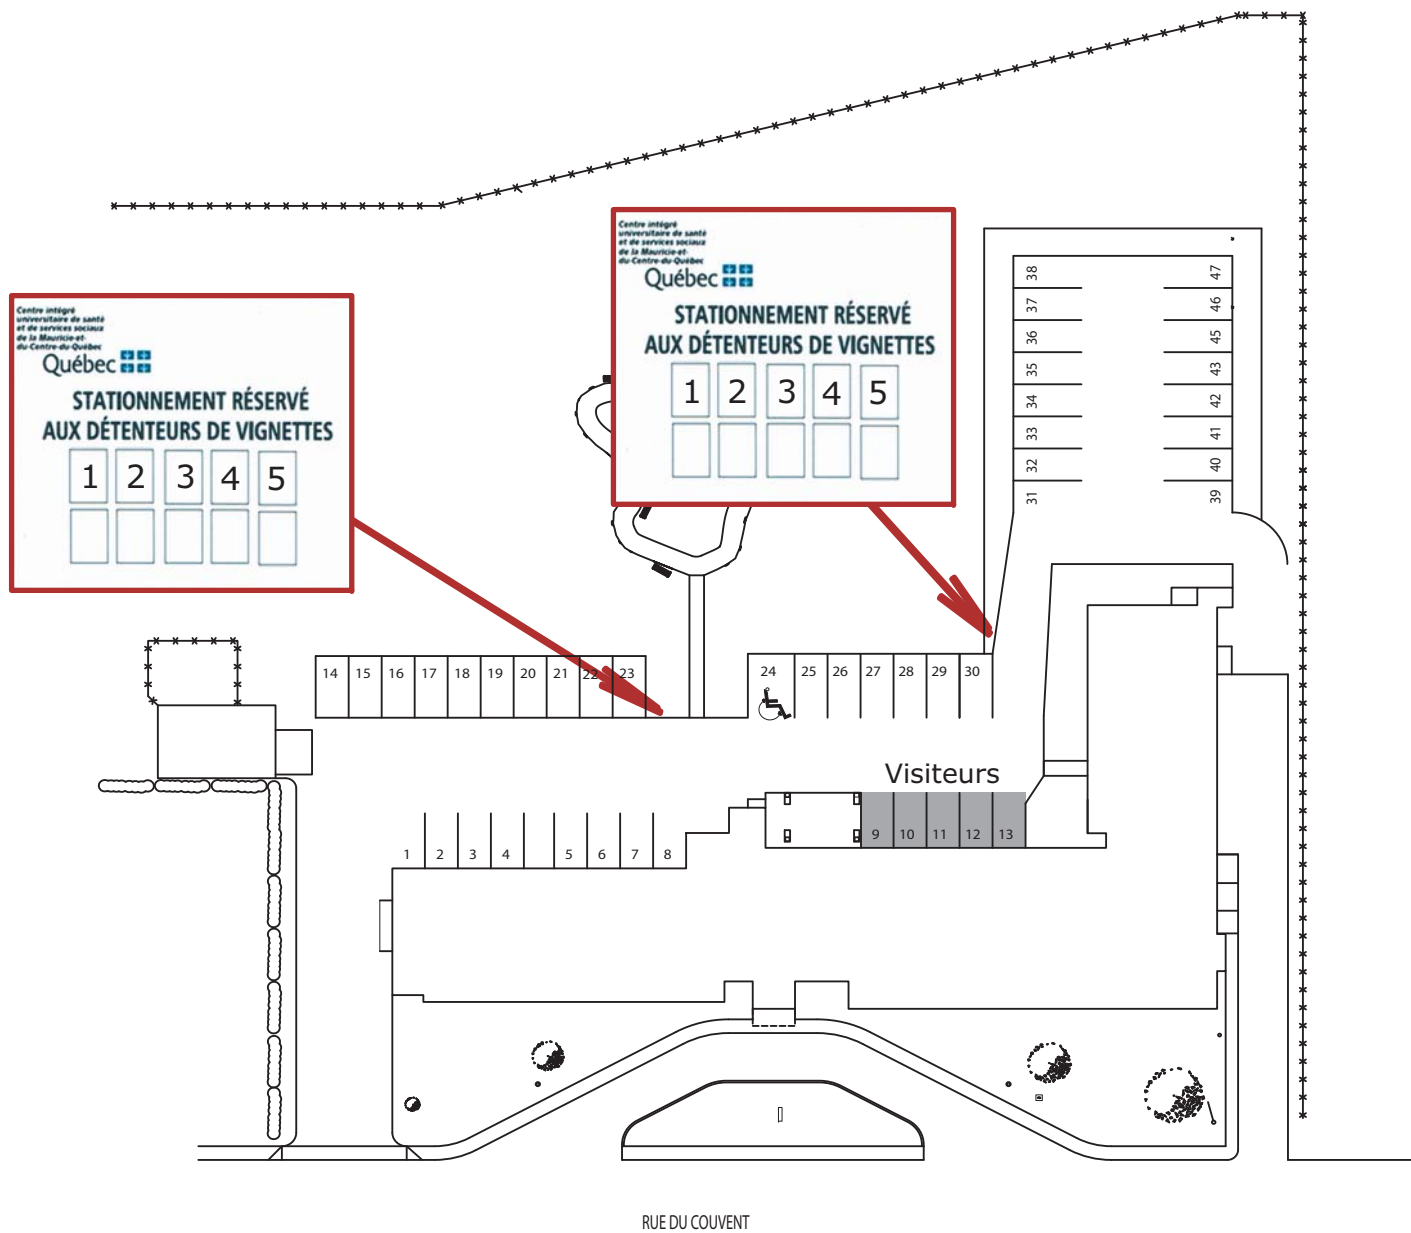 Centre intégré
universitaire de santé
et de services sociaux
de la Mauricie-et-
du-Centre-du-Québec
Québec
STATIONNEMENT RÉSERVÉ
AUX DÉTENTEURS DE VIGNETTES
1 2 3 4 5
Centre intégré
universitaire de santé
et de services sociaux
de la Mauricie-et-
du-Centre-du-Québec
Québec
STATIONNEMENT RÉSERVÉ
AUX DÉTENTEURS DE VIGNETTES
1 2 3 4 5
38 47
37 46
36 45
35 43
34 42
33 41
32 40
31 39
14 15 16 17 18 19 20 21 22 23 24 25 26 27 28 29 30
Visiteurs
9 10 11 12 13
1 2 3 4 5 6 7 8
RUE DU COUVENT